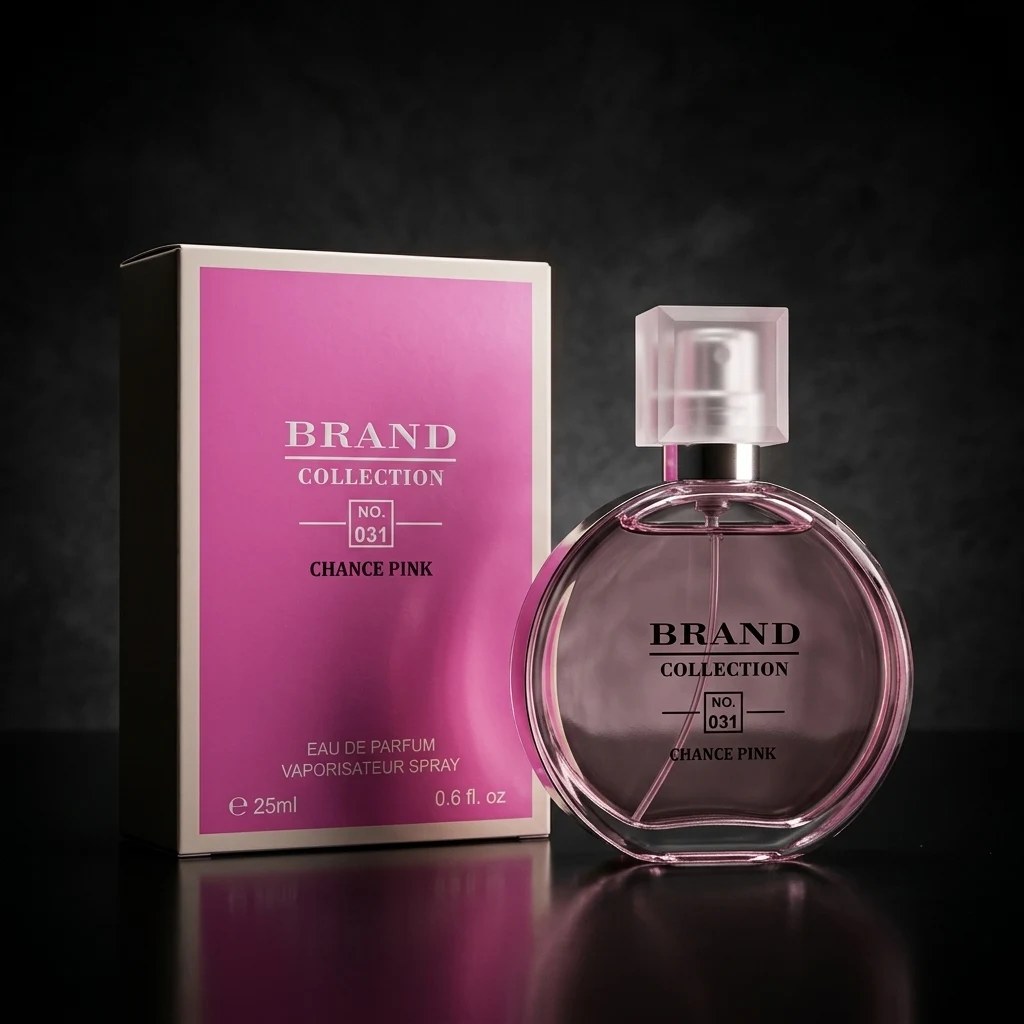 BRAND
COLLECTION
NO.
031
CHANCE PINK
EAU DE PARFUM
VAPORISATEUR SPRAY
℮ 25ml
0.6 fl. oz
BRAND
COLLECTION
NO.
031
CHANCE PINK